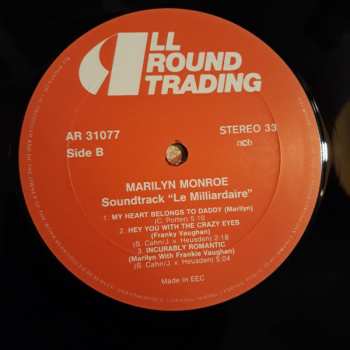 ALL
ROUND
TRADING
AR 31077
STEREO 33
Side B
ncb
MARILYN MONROE
Soundtrack "Le Milliardaire"
1. MY HEART BELONGS TO DADDY (Marilyn)
(C. Porter) 5:10
2. HEY YOU WITH THE CRAZY EYES
(Franky Vaughan)
(S. Cahn/J. v. Heusden) 2:18
3. INCURABLY ROMANTIC
(Marilyn With Frankie Vaughan)
(S. Cahn/J. v. Heusden) 5:04
Made in EEC